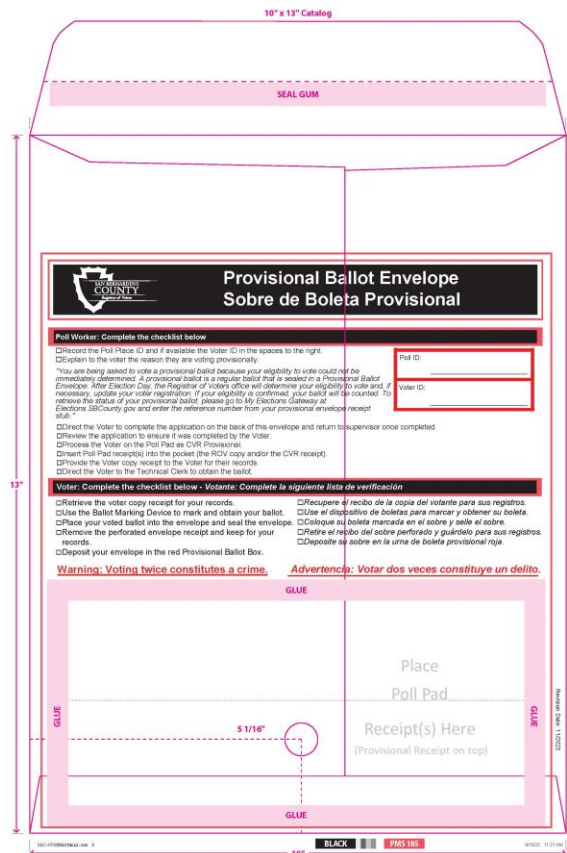 10" x 13" Catalog
SEAL GUM
SAN BERNARDINO
COUNTY
Registrar of Voters
Provisional Ballot Envelope
Sobre de Boleta Provisional
Poll Worker: Complete the checklist below
☐Record the Poll Place ID and if available the Voter ID in the spaces to the right.
☐Explain to the voter the reason they are voting provisionally:
"You are being asked to vote a provisional ballot because your eligibility to vote could not be
immediately determined. A provisional ballot is a regular ballot that is sealed in a Provisional Ballot
Envelope. After Election Day, the Registrar of Voters office will determine your eligibility to vote and, if
necessary, update your voter registration. If your eligibility is confirmed, your ballot will be counted. To
retrieve the status of your provisional ballot, please go to My Elections Gateway at
Elections.SBCounty.gov and enter the reference number from your provisional envelope receipt
stub."
Poll ID:
Voter ID:
☐Direct the Voter to complete the application on the back of this envelope and return to supervisor once completed.
☐Review the application to ensure it was completed by the Voter.
☐Process the Voter on the Poll Pad as CVR Provisional.
☐Insert Poll Pad receipt(s) into the pocket (the ROV copy and/or the CVR receipt).
☐Provide the Voter copy receipt to the Voter for their records.
☐Direct the Voter to the Technical Clerk to obtain the ballot.
13"
Voter: Complete the checklist below - Votante: Complete la siguiente lista de verificación
☐Retrieve the voter copy receipt for your records.
☐Use the Ballot Marking Device to mark and obtain your ballot.
☐Place your voted ballot into the envelope and seal the envelope.
☐Remove the perforated envelope receipt and keep for your
records.
☐Deposit your envelope in the red Provisional Ballot Box.
☐Recupere el recibo de la copia del votante para sus registros.
☐Use el dispositivo de boletas para marcar y obtener su boleta.
☐Coloque su boleta marcada en el sobre y selle el sobre.
☐Retire el recibo del sobre perforado y guárdelo para sus registros.
☐Deposite su sobre en la urna de boleta provisional roja.
Warning: Voting twice constitutes a crime. Advertencia: Votar dos veces constituye un delito.
GLUE
Place
Poll Pad
Receipt(s) Here
(Provisional Receipt on top)
GLUE
GLUE
5 1/16"
Revision Date: 11/2023
GLUE
BLACK
PMS 185
10"